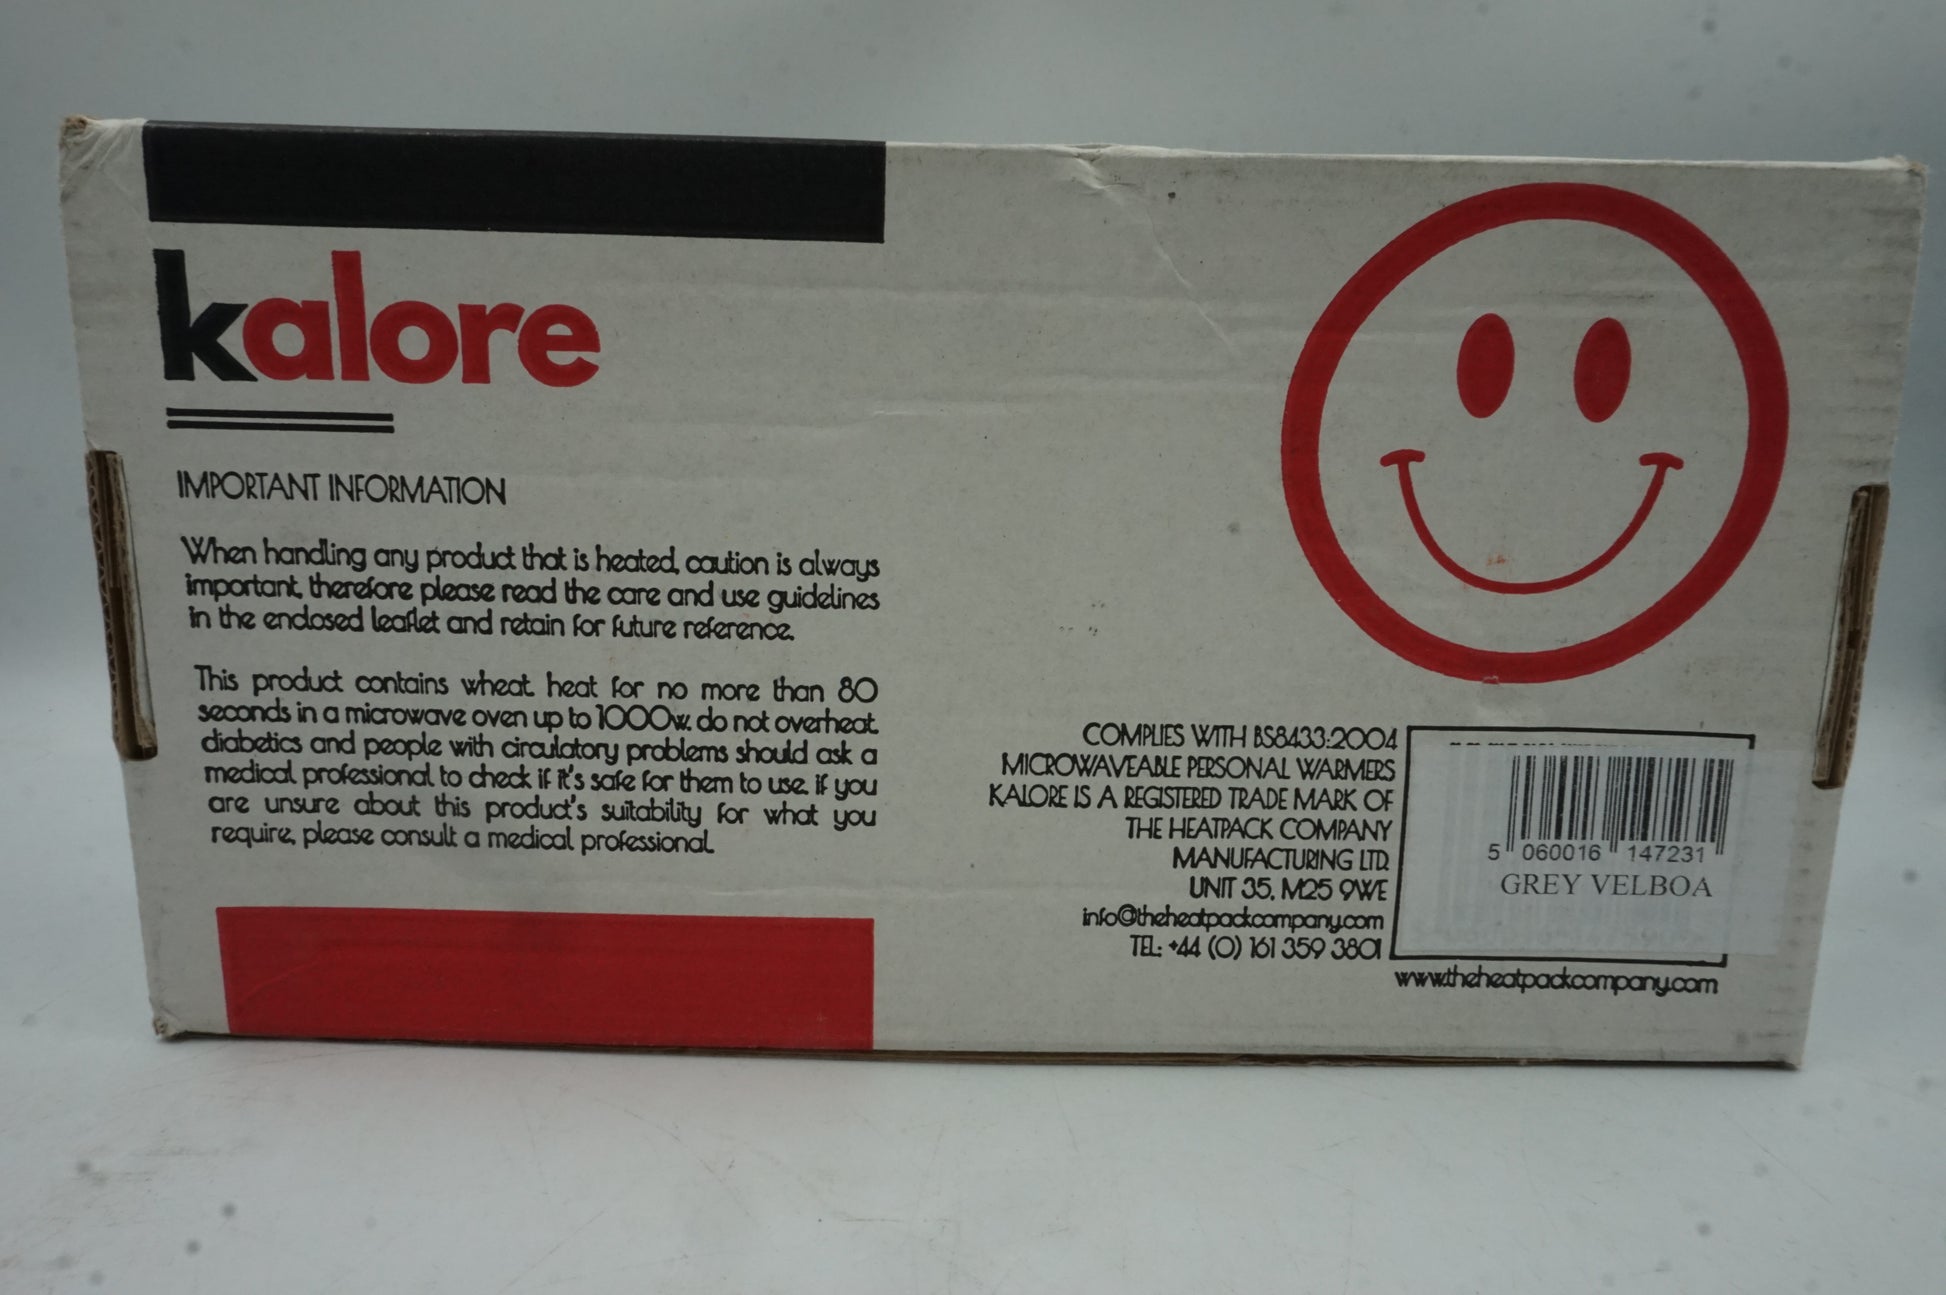 kalore
IMPORTANT INFORMATION
When handling any product that is heated, caution is always
important, therefore please read the care and use guidelines
in the enclosed leaflet and retain for future reference.
This product contains wheat. heat for no more than 80
seconds in a microwave oven up to 1000w. do not overheat.
diabetics and people with circulatory problems should ask a
medical professional to check if it's safe for them to use. if you
are unsure about this product's suitability for what you
require, please consult a medical professional.
COMPLIES WITH BS8433:2004
MICROWAVEABLE PERSONAL WARMERS
KALORE IS A REGISTERED TRADE MARK OF
THE HEATPACK COMPANY
MANUFACTURING LTD.
UNIT 35, M25 9WE
info@theheatpackcompany.com
TEL: +44 (0) 161 359 3801
5 060016 147231
GREY VELBOA
www.theheatpackcompany.com